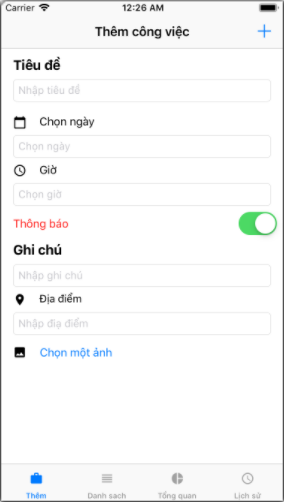 Carrier 12:26 AM
Thêm công việc
Tiêu đề
Nhập tiêu đề
Chọn ngày
Chọn ngày
Giờ
Chọn giờ
Thông báo
Ghi chú
Nhập ghi chú
Địa điểm
Nhập địa điểm
Chọn một ảnh
Thêm Danh sach Tổng quan Lịch sử